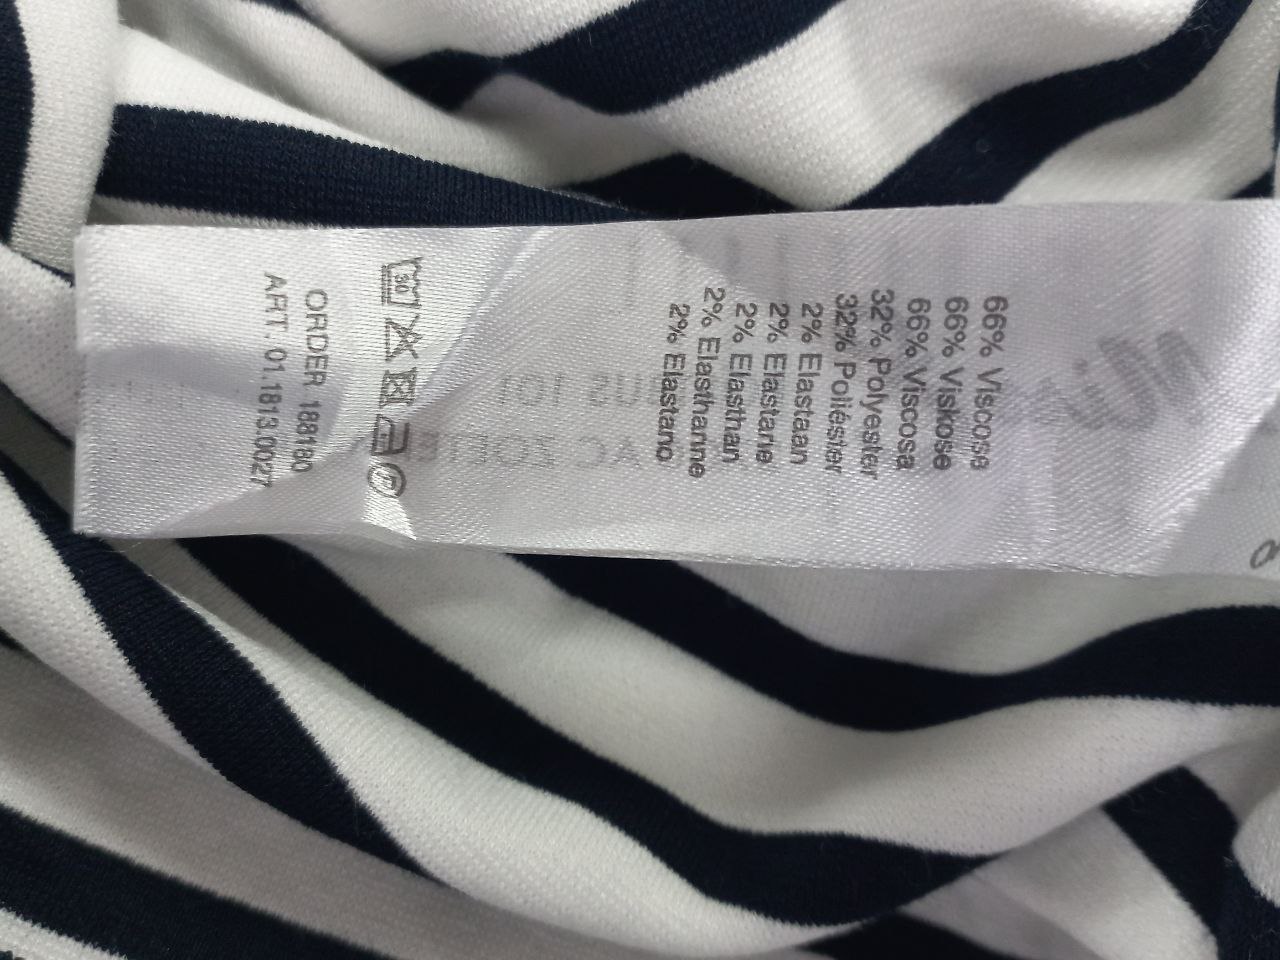 66% Viscose
66% Viskose
66% Viscosa
32% Polyester
32% Poliéster
2% Elastaan
2% Elastane
2% Elasthan
2% Elasthanne
2% Elastano
30
ORDER 188180
ART. 01.1813.0027